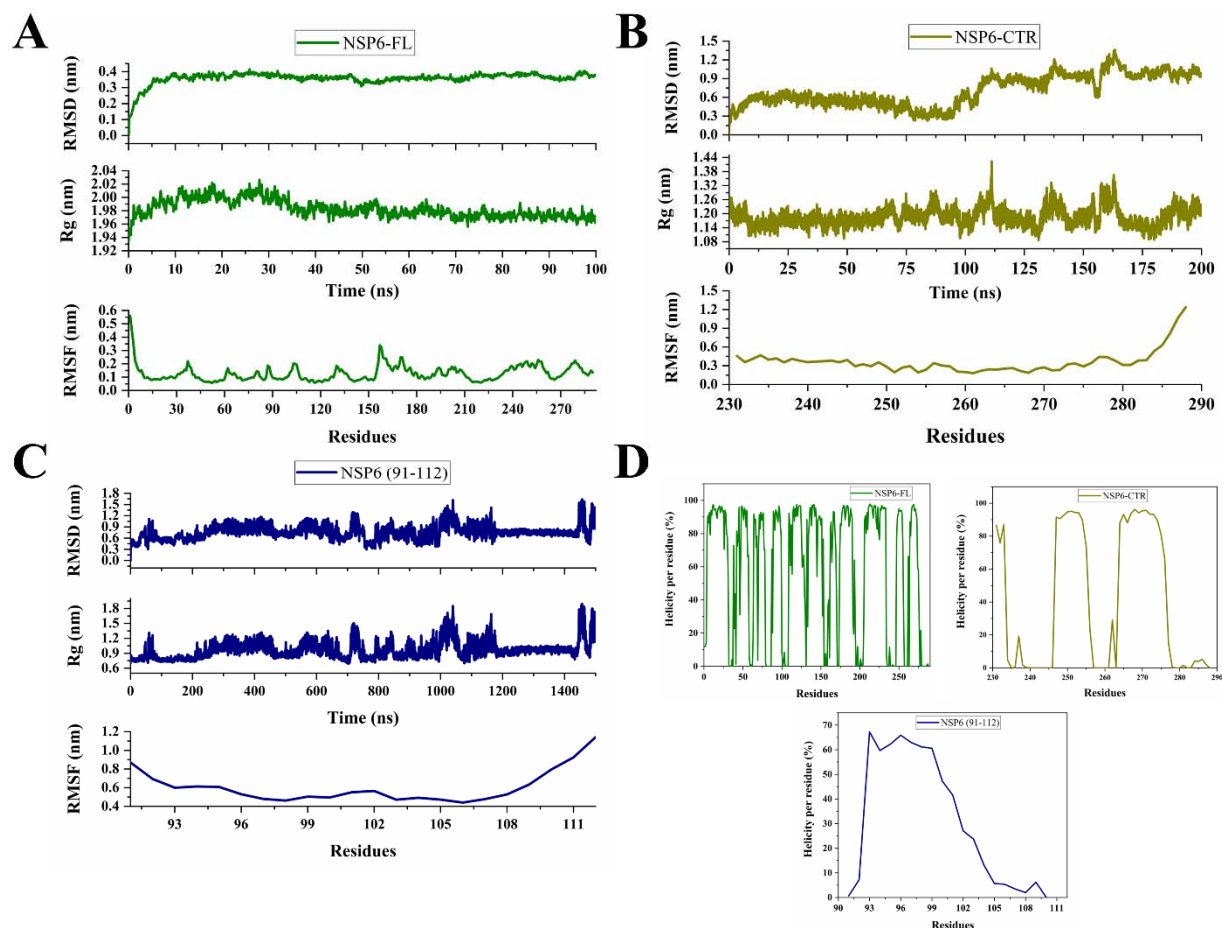 A
NSP6-FL
RMSD (nm)
0.4
0.3
0.2
0.1
0.0
Rg (nm)
2.04
2.00
1.98
1.96
1.94
1.92
0 10 20 30 40 50 60 70 80 90 100
Time (ns)
RMSF (nm)
0.6
0.5
0.4
0.3
0.2
0.1
0.0
0 30 60 90 120 150 180 210 240 270
Residues
B
NSP6-CTR
RMSD (nm)
1.5
1.2
0.9
0.6
0.3
0.0
Rg (nm)
1.44
1.38
1.32
1.26
1.20
1.14
1.08
0 25 50 75 100 125 150 175 200
Time (ns)
RMSF (nm)
1.5
1.2
0.9
0.6
0.3
0.0
230 240 250 260 270 280 290
Residues
C
NSP6 (91-112)
RMSD (nm)
1.8
1.5
1.2
0.9
0.6
0.3
0.0
Rg (nm)
1.8
1.5
1.2
0.9
0.6
0 200 400 600 800 1000 1200 1400
Time (ns)
RMSF (nm)
1.2
1.0
0.8
0.6
0.4
93 96 99 102 105 108 111
Residues
D
NSP6-FL
Helicity per residue (%)
100
80
60
40
20
0
0 50 100 150 200 250
Residues
NSP6-CTR
Helicity per residue (%)
100
80
60
40
20
0
230 240 250 260 270 280 290
Residues
NSP6 (91-112)
Helicity per residue (%)
70
60
50
40
30
20
10
0
90 93 96 99 102 105 108 111
Residues